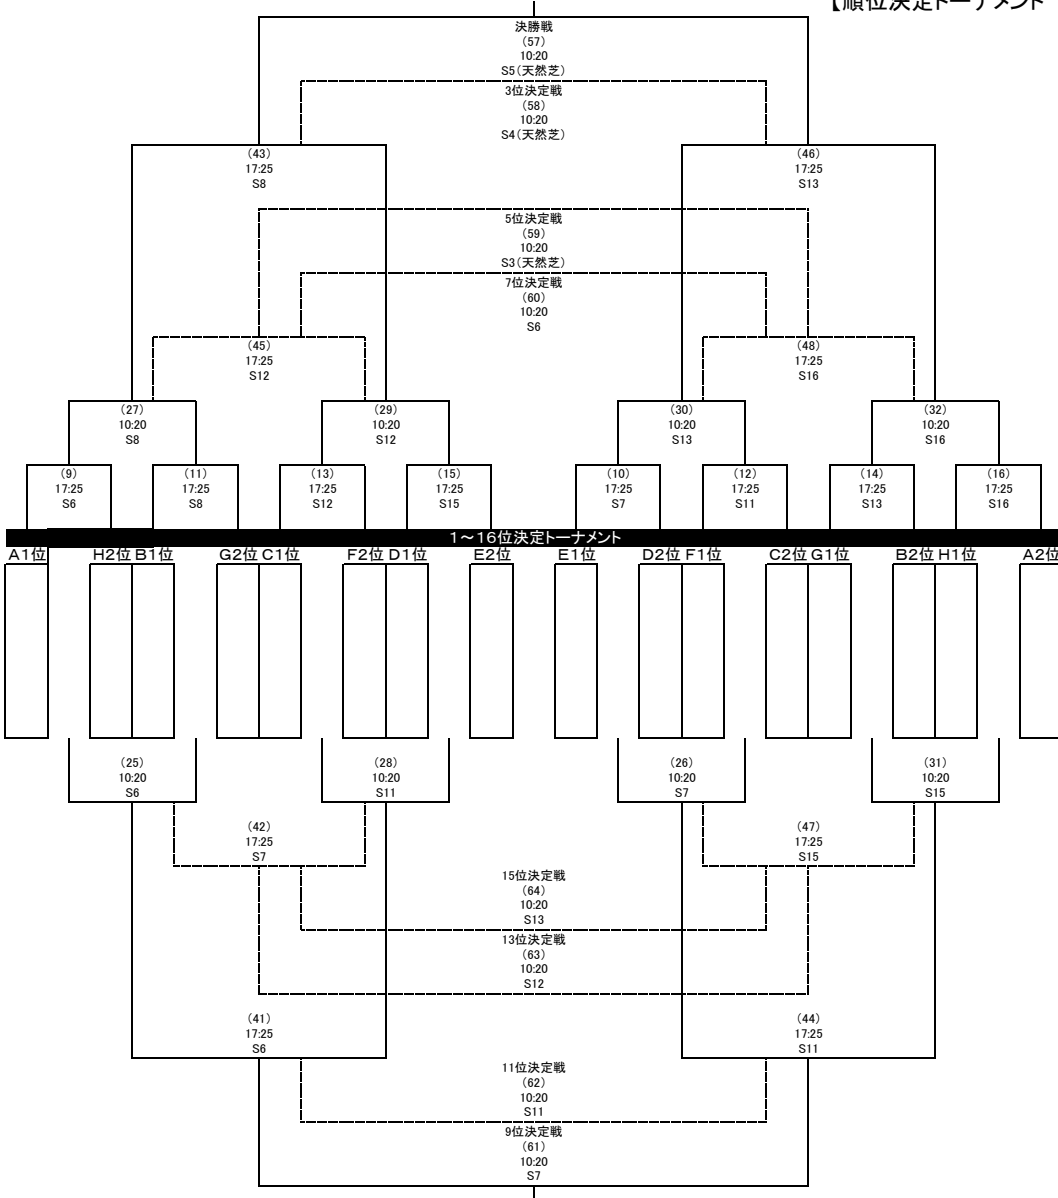 【順位決定トーナメント
決勝戦
(57)
10:20
S5(天然芝)
3位決定戦
(58)
10:20
S4(天然芝)
(43)
17:25
S8
(46)
17:25
S13
5位決定戦
(59)
10:20
S3(天然芝)
7位決定戦
(60)
10:20
S6
(45)
17:25
S12
(48)
17:25
S16
(27)
10:20
S8
(29)
10:20
S12
(30)
10:20
S13
(32)
10:20
S16
(9)
17:25
S6
(11)
17:25
S8
(13)
17:25
S12
(15)
17:25
S15
(10)
17:25
S7
(12)
17:25
S11
(14)
17:25
S13
(16)
17:25
S16
1~16位決定トーナメント
A1位 H2位 B1位 G2位 C1位 F2位 D1位 E2位 E1位 D2位 F1位 C2位 G1位 B2位 H1位 A2位
(25)
10:20
S6
(28)
10:20
S11
(26)
10:20
S7
(31)
10:20
S15
(42)
17:25
S7
(47)
17:25
S15
15位決定戦
(64)
10:20
S13
13位決定戦
(63)
10:20
S12
(41)
17:25
S6
(44)
17:25
S11
11位決定戦
(62)
10:20
S11
9位決定戦
(61)
10:20
S7